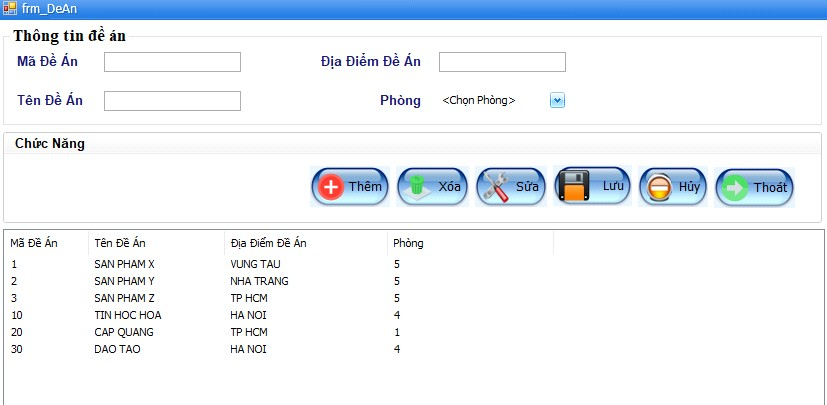 frm_DeAn
Thông tin đề án
Mã Đề Án Địa Điểm Đề Án
Tên Đề Án Phòng <Chọn Phòng>
Chức Năng
Thêm Xóa Sửa Lưu Hủy Thoát
Mã Đề Án Tên Đề Án Địa Điểm Đề Án Phòng
1 SAN PHAM X VUNG TAU 5
2 SAN PHAM Y NHA TRANG 5
3 SAN PHAM Z TP HCM 5
10 TIN HOC HOA HA NOI 4
20 CAP QUANG TP HCM 1
30 DAO TAO HA NOI 4